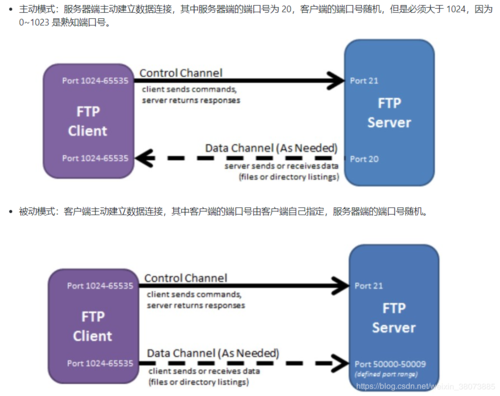 • 主动模式：服务器端主动建立数据连接，其中服务器端的端口号为 20，客户端的端口号随机，但是必须大于 1024，因为
0~1023 是熟知端口号。
Control Channel
Port 1024-65535
client sends commands,
server returns responses
Port 21
FTP
Client
FTP
Server
Data Channel (As Needed)
Port 1024-65535
Port 20
server sends or receives data
(files or directory listings)
• 被动模式：客户端主动建立数据连接，其中客户端的端口号由客户端自己指定，服务器端的端口号随机。
Control Channel
Port 1024-65535
Port 21
client sends commands,
server returns responses
FTP
Client
FTP
Server
Data Channel (As Needed)
Port 1024-65535
client sends or receives data
(files or directory listings)
Port 50000-50009
(defined port range)